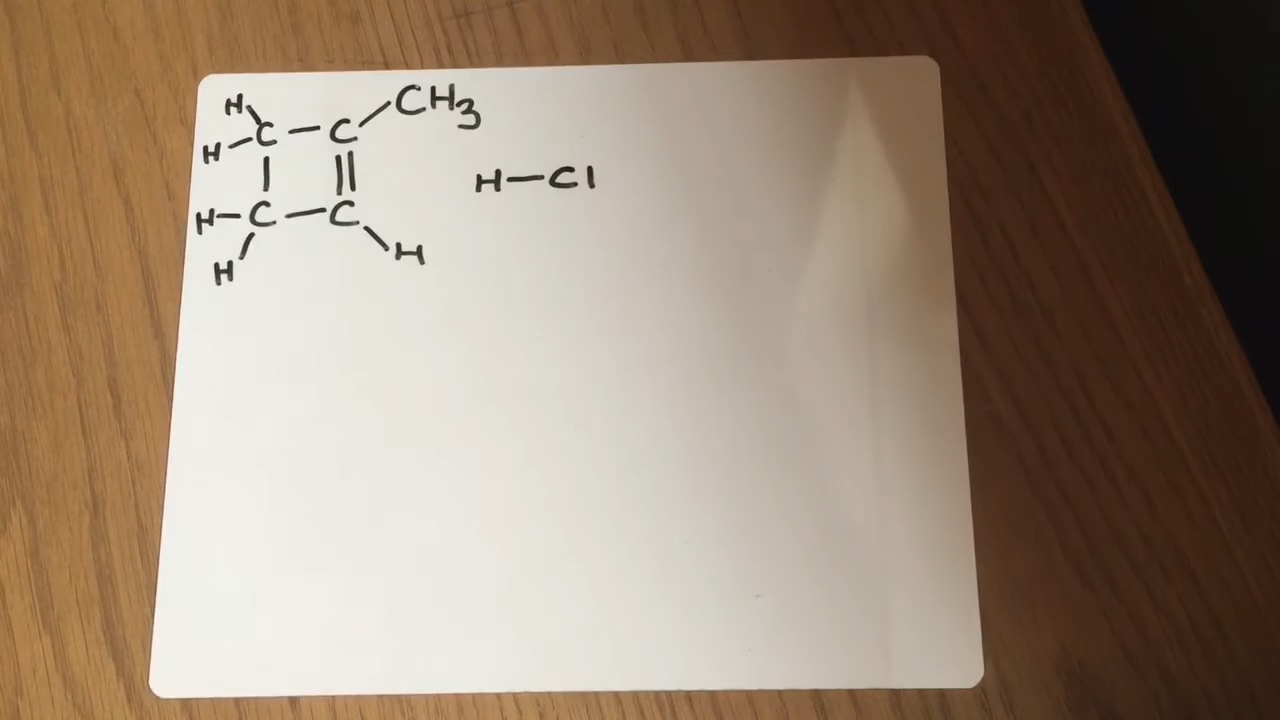 H
CH3
H C — C
H — Cl
H — C — C
H
H